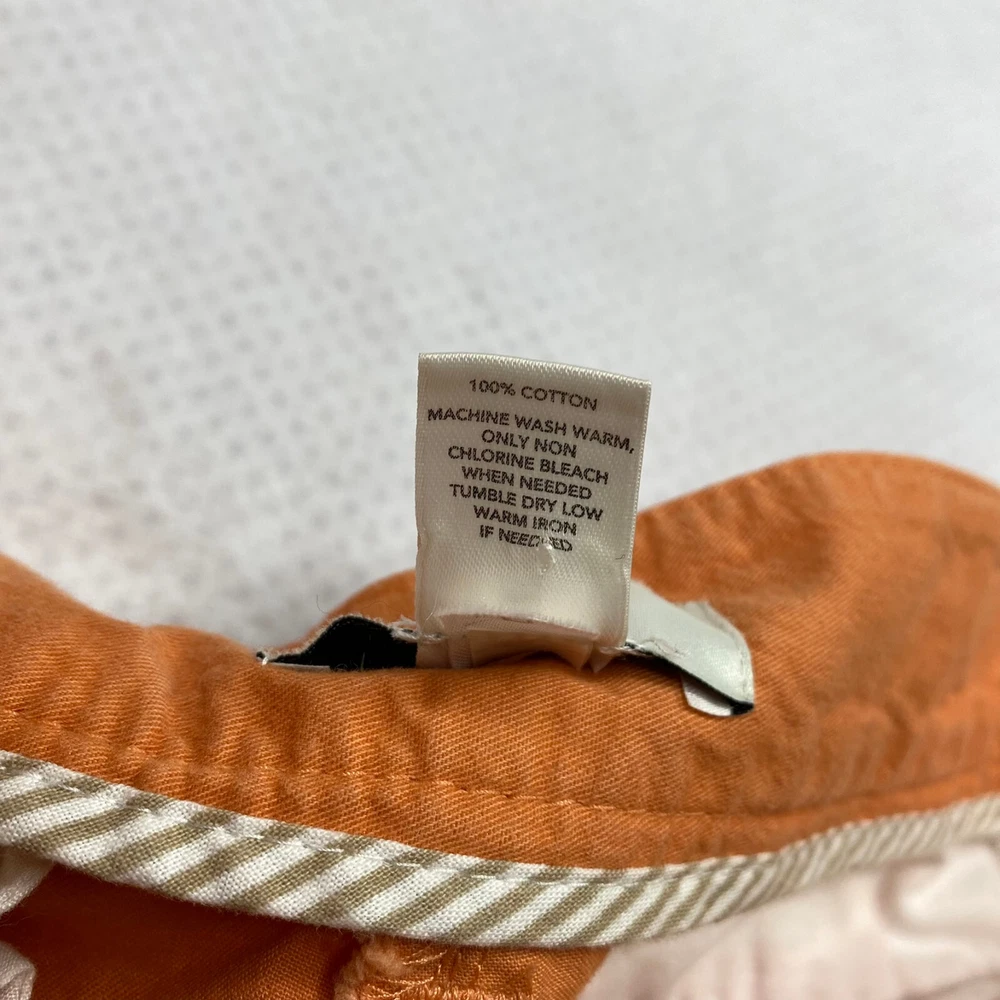 100% COTTON
MACHINE WASH WARM,
ONLY NON
CHLORINE BLEACH
WHEN NEEDED
TUMBLE DRY LOW
WARM IRON
IF NEEDED